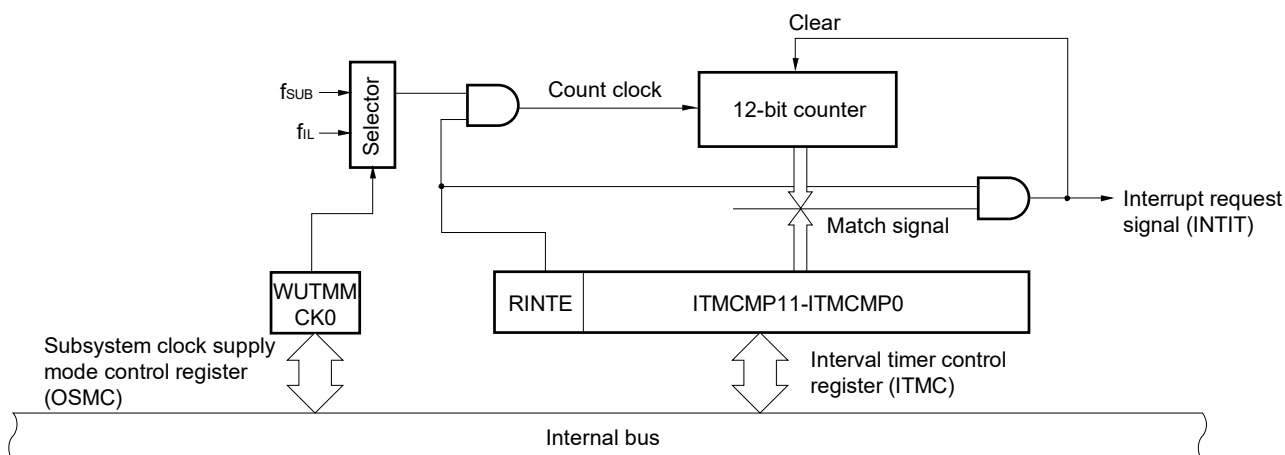 Clear
fSUB
fIL
Selector
Count clock
12-bit counter
Match signal
Interrupt request
signal (INTIT)
WUTMM
CK0
RINTE
ITMCMP11-ITMCMP0
Subsystem clock supply
mode control register
(OSMC)
Interval timer control
register (ITMC)
Internal bus